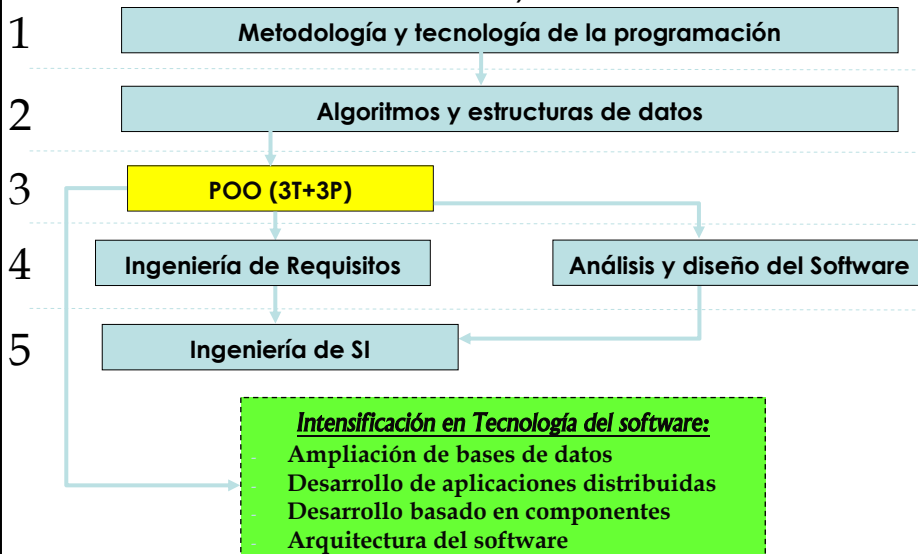 1
Metodología y tecnología de la programación
2
Algoritmos y estructuras de datos
3
POO (3T+3P)
4
Ingeniería de Requisitos
Análisis y diseño del Software
5
Ingeniería de SI
Intensificación en Tecnología del software:
- Ampliación de bases de datos
- Desarrollo de aplicaciones distribuidas
- Desarrollo basado en componentes
- Arquitectura del software